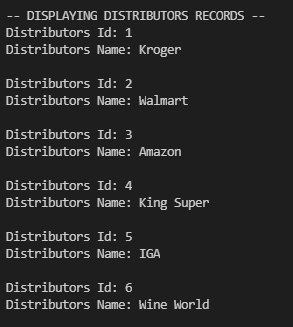 -- DISPLAYING DISTRIBUTORS RECORDS --
Distributors Id: 1
Distributors Name: Kroger
Distributors Id: 2
Distributors Name: Walmart
Distributors Id: 3
Distributors Name: Amazon
Distributors Id: 4
Distributors Name: King Super
Distributors Id: 5
Distributors Name: IGA
Distributors Id: 6
Distributors Name: Wine World